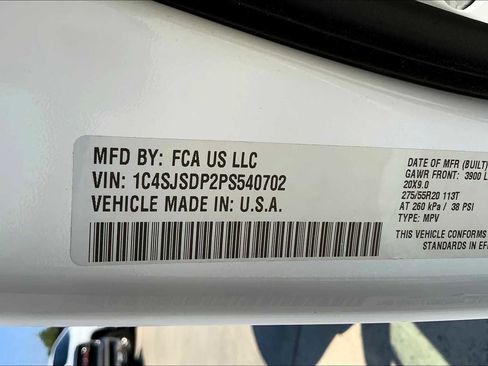 MFD BY: FCA US LLC
VIN: 1C4SJSDP2PS540702
VEHICLE MADE IN: U.S.A.
DATE OF MFR (BUILT)
GAWR FRONT: 3900
20X9.0
275/55R20 113T
AT 260 kPa / 38 PSI
TYPE: MPV
THIS VEHICLE CONFORMS
STANDARDS IN